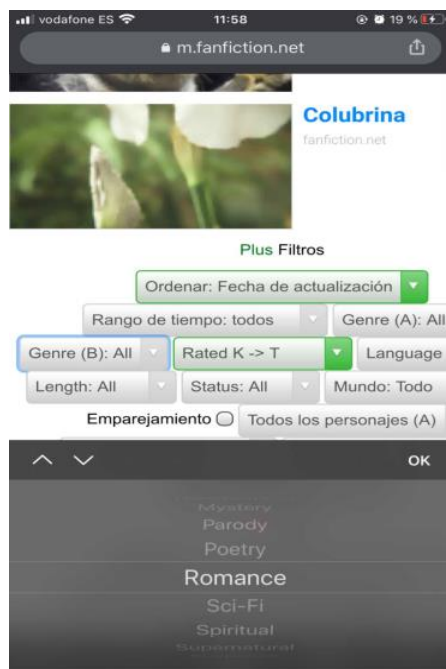 vodafone ES 11:58 19 %
m.fanfiction.net
Colubrina
fanfiction.net
Plus Filtros
Ordenar: Fecha de actualización
Rango de tiempo: todos Genre (A): All
Genre (B): All Rated K -> T Language
Length: All Status: All Mundo: Todo
Emparejamiento Todos los personajes (A)
OK
Mystery
Parody
Poetry
Romance
Sci-Fi
Spiritual
Supernatural